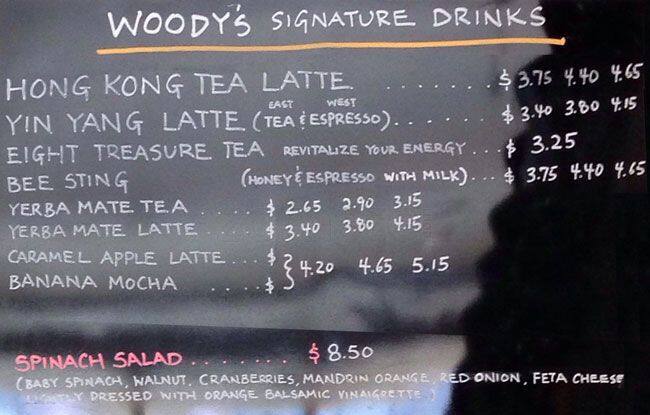 WOODY'S SIGNATURE DRINKS
HONG KONG TEA LATTE ........ $ 3.75 4.40 4.65
EAST WEST
YIN YANG LATTE (TEA & ESPRESSO)....... $ 3.40 3.80 4.15
EIGHT TREASURE TEA REVITALIZE YOUR ENERGY ... $ 3.25
BEE STING (HONEY & ESPRESSO WITH MILK)... $ 3.75 4.40 4.65
YERBA MATE TEA .... $ 2.65 2.90 3.15
YERBA MATE LATTE .... $ 3.40 3.80 4.15
CARAMEL APPLE LATTE... $
} 4.20 4.65 5.15
BANANA MOCHA ..... $
SPINACH SALAD ........ $ 8.50
(BABY SPINACH, WALNUT, CRANBERRIES, MANDRIN ORANGE, RED ONION, FETA CHEESE
LIGHTLY DRESSED WITH ORANGE BALSAMIC VINAIGRETTE)